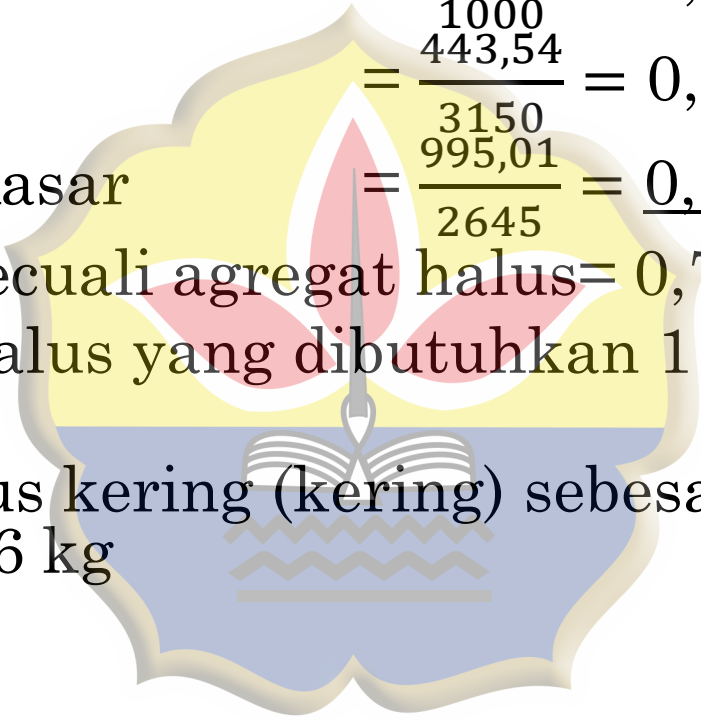 1000
= 443,54/3150 = 0,
asar = 995,01/2645 = 0,
ecuali agregat halus= 0,
alus yang dibutuhkan 1
us kering (kering) sebesa
6 kg